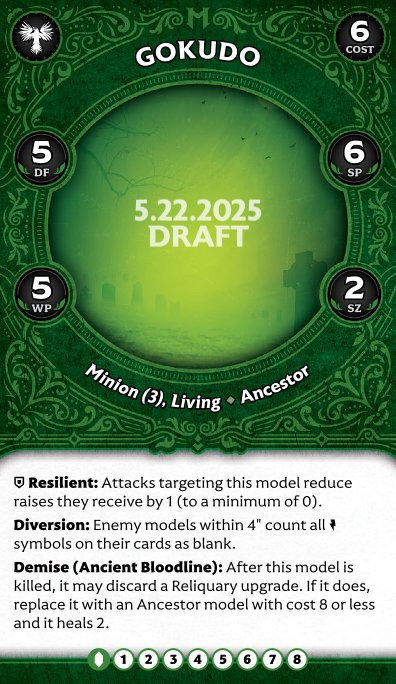 M
GOKUDO
6
COST
5
DF
6
SP
5.22.2025
DRAFT
5
WP
2
SZ
Minion (3), Living ◆ Ancestor
Resilient: Attacks targeting this model reduce
raises they receive by 1 (to a minimum of 0).
Diversion: Enemy models within 4" count all
symbols on their cards as blank.
Demise (Ancient Bloodline): After this model is
killed, it may discard a Reliquary upgrade. If it does,
replace it with an Ancestor model with cost 8 or less
and it heals 2.
1 2 3 4 5 6 7 8